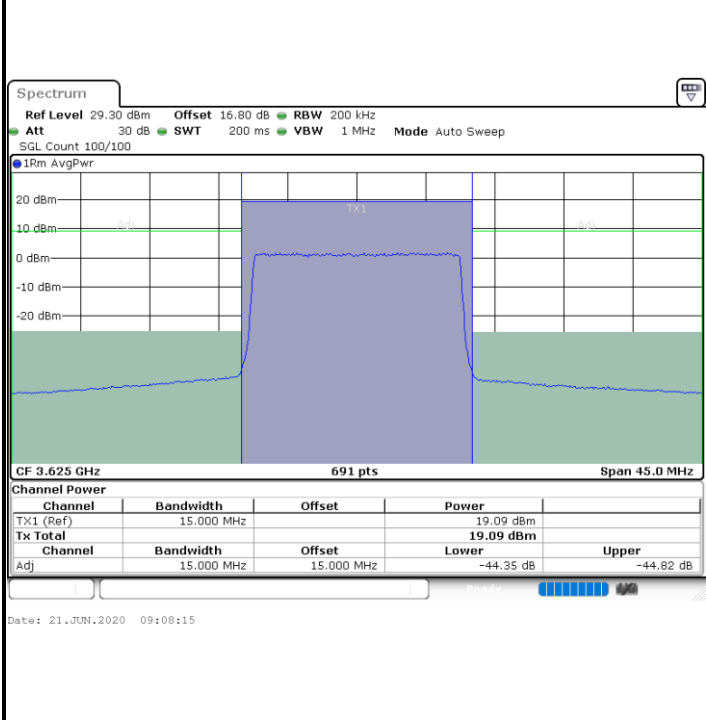 Spectrum
Ref Level 29.30 dBm Offset 16.80 dB RBW 200 kHz
Att 30 dB SWT 200 ms VBW 1 MHz Mode Auto Sweep
SGL Count 100/100
1Rm AvgPwr
20 dBm
TX1
Adj Adj
10 dBm
0 dBm
-10 dBm
-20 dBm
CF 3.625 GHz 691 pts Span 45.0 MHz
Channel Power
Channel Bandwidth Offset Power
TX1 (Ref) 15.000 MHz 19.09 dBm
Tx Total 19.09 dBm
Channel Bandwidth Offset Lower Upper
Adj 15.000 MHz 15.000 MHz -44.35 dB -44.82 dB
Ready
Date: 21.JUN.2020 09:08:15